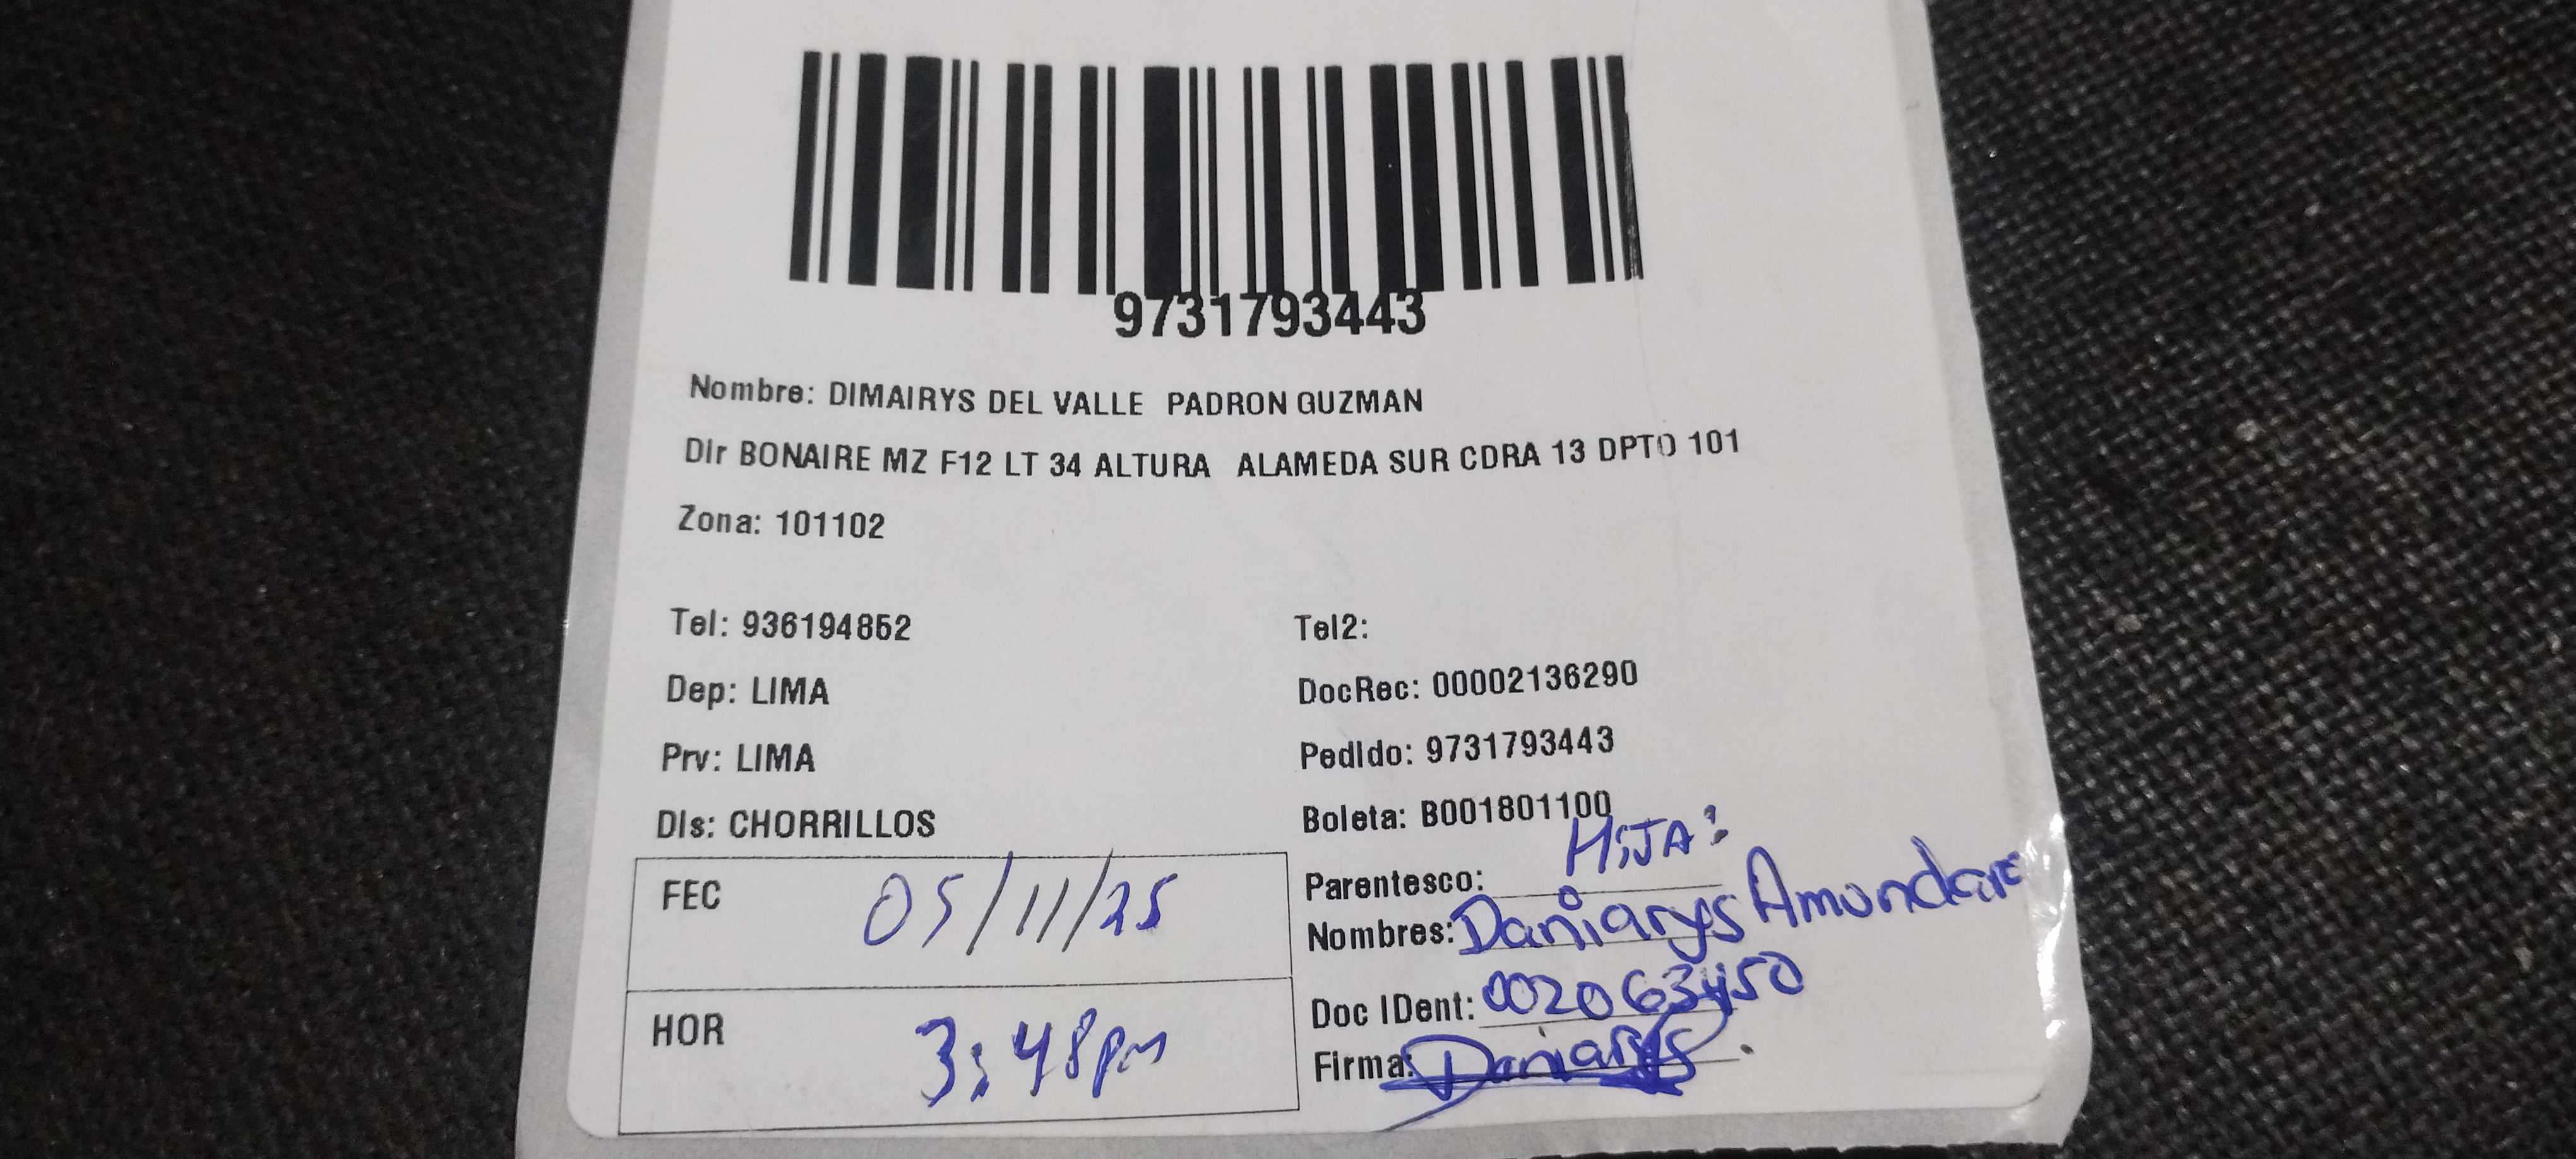 9731793443
Nombre: DIMAIRYS DEL VALLE PADRON GUZMAN
Dir BONAIRE MZ F12 LT 34 ALTURA ALAMEDA SUR CDRA 13 DPTO 101
Zona: 101102
Tel: 936194852
Tel2:
Dep: LIMA
DocRec: 00002136290
Prv: LIMA
Pedido: 9731793443
Dis: CHORRILLOS
Boleta: B001801100
FEC 05/11/25
Parentesco: HiJA:
Nombres: Daniarys Amundar
HOR 3:48pm
Doc IDent: 002063450
Firma: Daniarys.